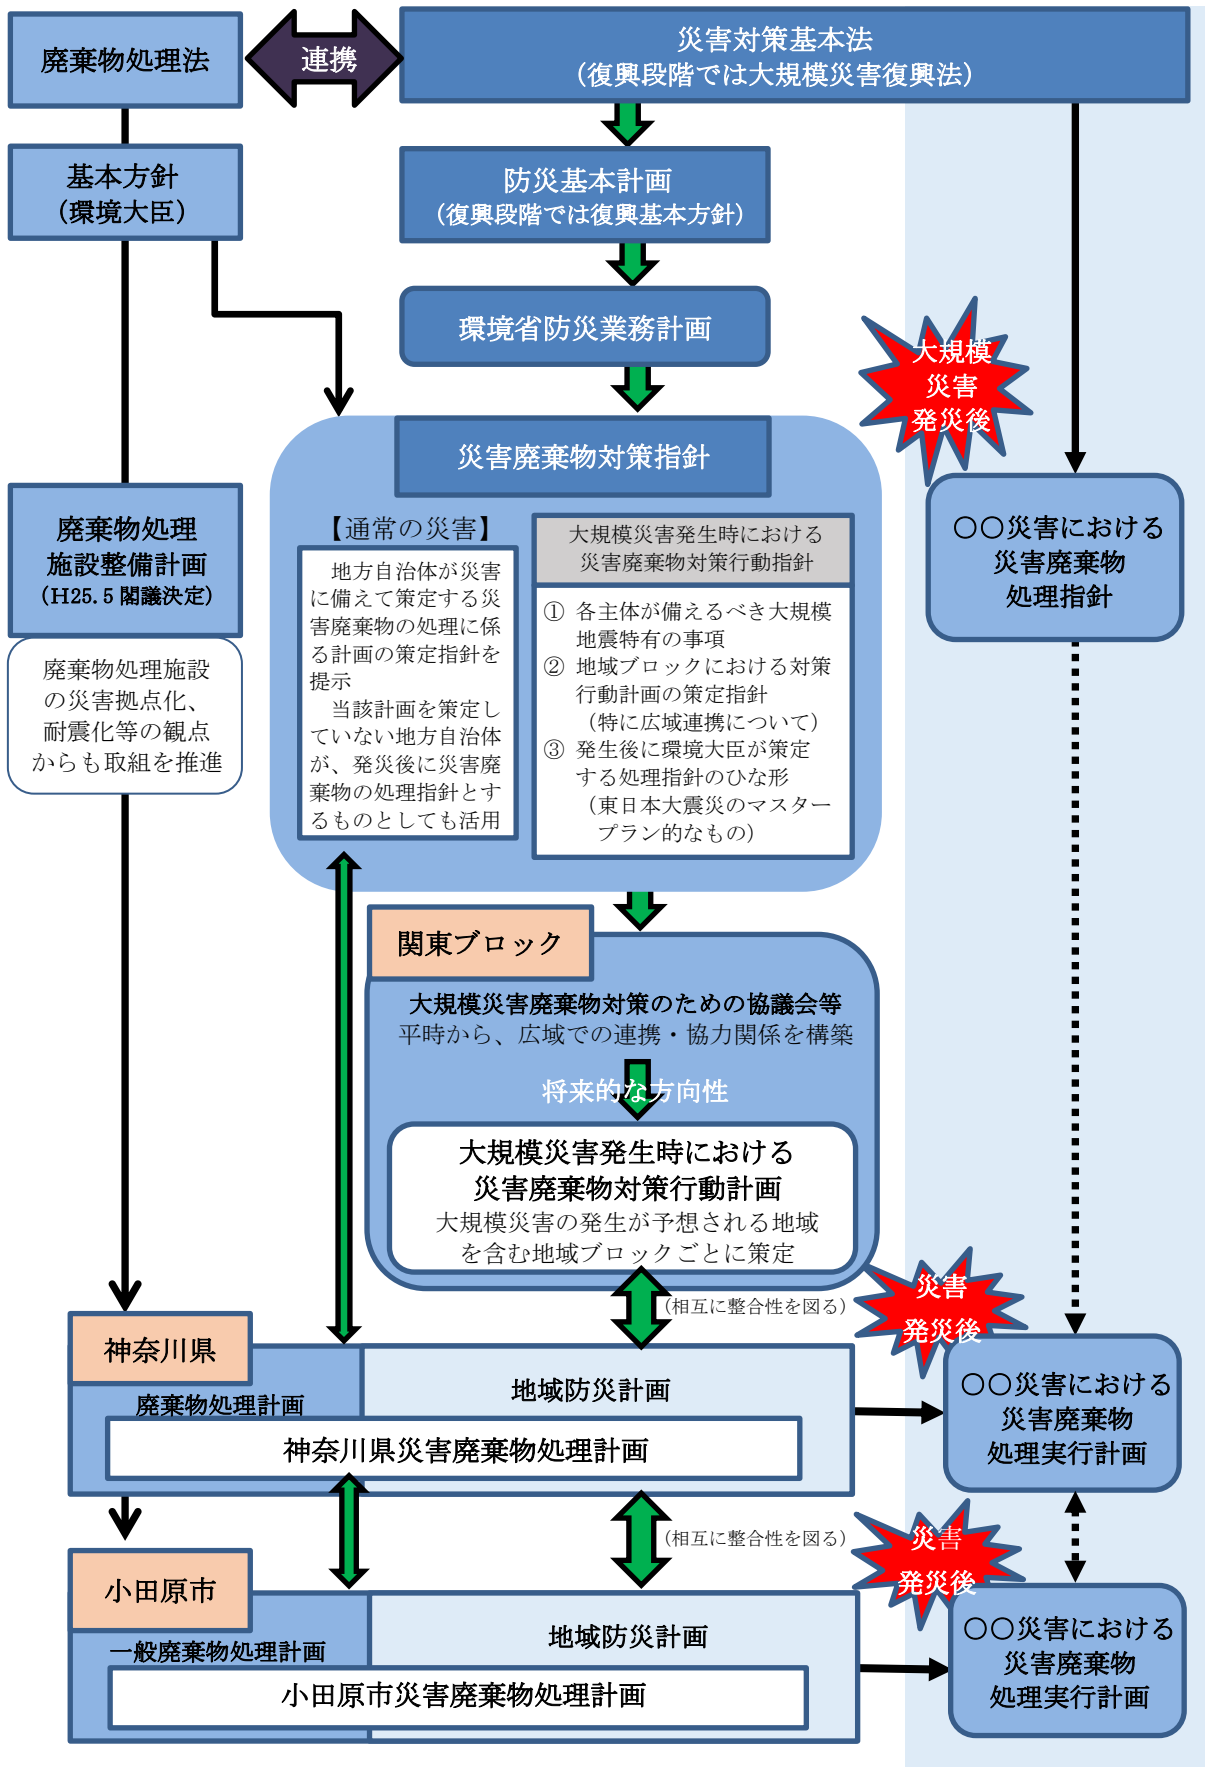 廃棄物処理法
連携
災害対策基本法
（復興段階では大規模災害復興法）
基本方針
（環境大臣）
防災基本計画
（復興段階では復興基本方針）
環境省防災業務計画
大規模
災害
発災後
災害廃棄物対策指針
【通常の災害】
地方自治体が災害
に備えて策定する災
害廃棄物の処理に係
る計画の策定指針を
提示
当該計画を策定し
ていない地方自治体
が、発災後に災害廃
棄物の処理指針とす
るものとしても活用
大規模災害発生時における
災害廃棄物対策行動指針
① 各主体が備えるべき大規模
地震特有の事項
② 地域ブロックにおける対策
行動計画の策定指針
（特に広域連携について）
③ 発生後に環境大臣が策定
する処理指針のひな形
（東日本大震災のマスター
プラン的なもの）
廃棄物処理
施設整備計画
（H25.5 閣議決定）
廃棄物処理施設
の災害拠点化、
耐震化等の観点
からも取組を推進
〇〇災害における
災害廃棄物
処理指針
関東ブロック
大規模災害廃棄物対策のための協議会等
平時から、広域での連携・協力関係を構築
将来的な方向性
大規模災害発生時における
災害廃棄物対策行動計画
大規模災害の発生が予想される地域
を含む地域ブロックごとに策定
（相互に整合性を図る）
災害
発災後
神奈川県
廃棄物処理計画
地域防災計画
神奈川県災害廃棄物処理計画
〇〇災害における
災害廃棄物
処理実行計画
（相互に整合性を図る）
災害
発災後
小田原市
一般廃棄物処理計画
地域防災計画
小田原市災害廃棄物処理計画
〇〇災害における
災害廃棄物
処理実行計画